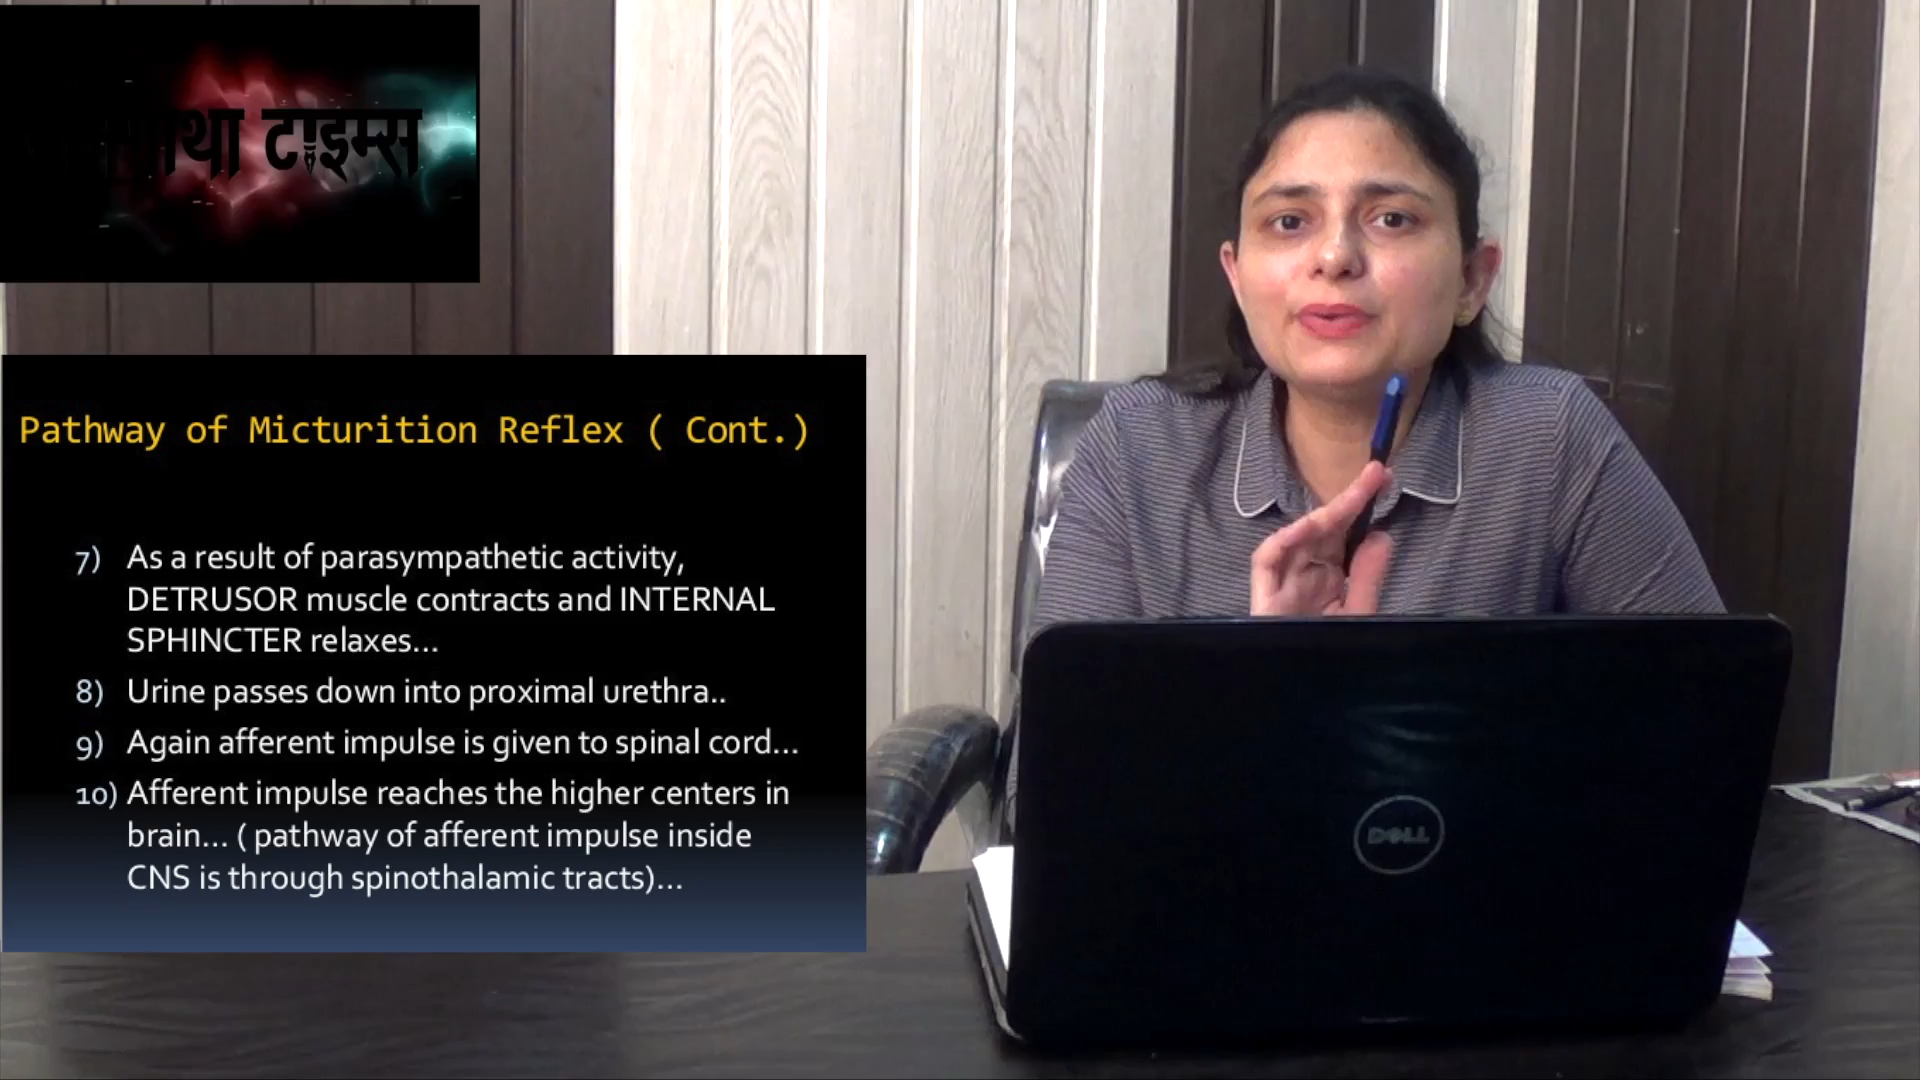 टाइम्स
Pathway of Micturition Reflex ( Cont.)
7) As a result of parasympathetic activity,
DETRUSOR muscle contracts and INTERNAL
SPHINCTER relaxes...
8) Urine passes down into proximal urethra..
9) Again afferent impulse is given to spinal cord...
10) Afferent impulse reaches the higher centers in
brain... ( pathway of afferent impulse inside
CNS is through spinothalamic tracts)...
DELL